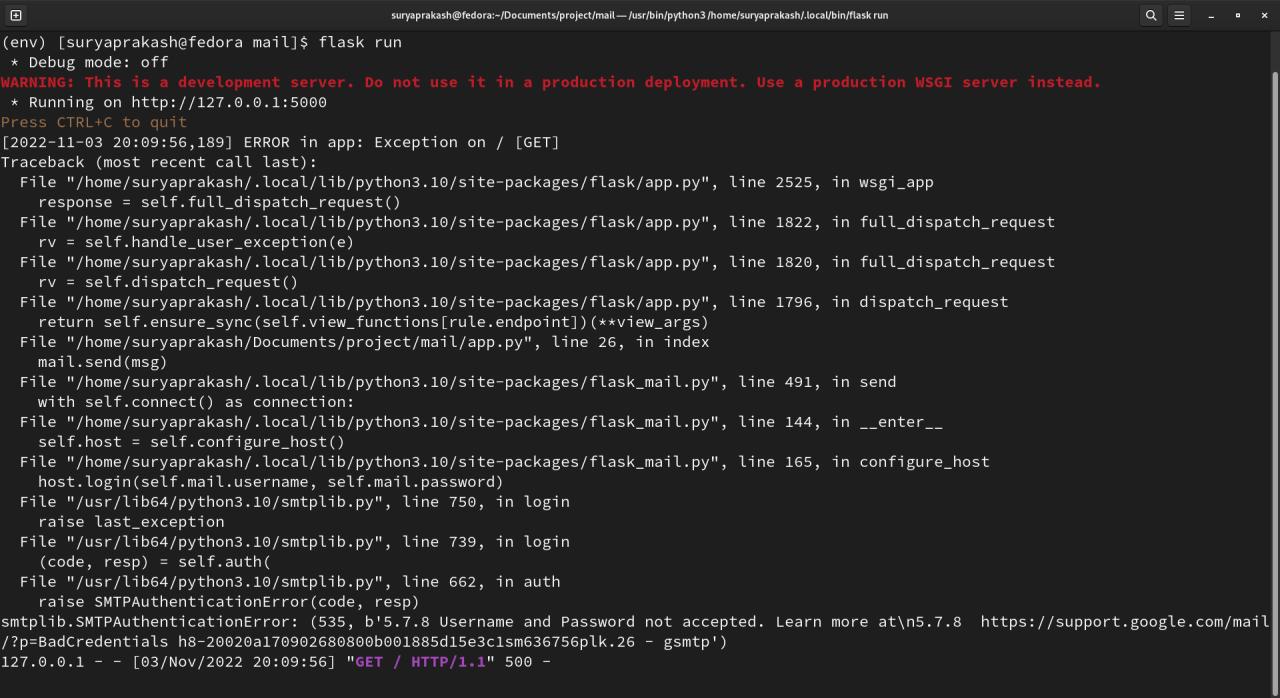 suryaprakash@fedora:~/Documents/project/mail — /usr/bin/python3 /home/suryaprakash/.local/bin/flask run
(env) [suryaprakash@fedora mail]$ flask run
 * Debug mode: off
WARNING: This is a development server. Do not use it in a production deployment. Use a production WSGI server instead.
 * Running on http://127.0.0.1:5000
Press CTRL+C to quit
[2022-11-03 20:09:56,189] ERROR in app: Exception on / [GET]
Traceback (most recent call last):
  File "/home/suryaprakash/.local/lib/python3.10/site-packages/flask/app.py", line 2525, in wsgi_app
    response = self.full_dispatch_request()
  File "/home/suryaprakash/.local/lib/python3.10/site-packages/flask/app.py", line 1822, in full_dispatch_request
    rv = self.handle_user_exception(e)
  File "/home/suryaprakash/.local/lib/python3.10/site-packages/flask/app.py", line 1820, in full_dispatch_request
    rv = self.dispatch_request()
  File "/home/suryaprakash/.local/lib/python3.10/site-packages/flask/app.py", line 1796, in dispatch_request
    return self.ensure_sync(self.view_functions[rule.endpoint])(**view_args)
  File "/home/suryaprakash/Documents/project/mail/app.py", line 26, in index
    mail.send(msg)
  File "/home/suryaprakash/.local/lib/python3.10/site-packages/flask_mail.py", line 491, in send
    with self.connect() as connection:
  File "/home/suryaprakash/.local/lib/python3.10/site-packages/flask_mail.py", line 144, in __enter__
    self.host = self.configure_host()
  File "/home/suryaprakash/.local/lib/python3.10/site-packages/flask_mail.py", line 165, in configure_host
    host.login(self.mail.username, self.mail.password)
  File "/usr/lib64/python3.10/smtplib.py", line 750, in login
    raise last_exception
  File "/usr/lib64/python3.10/smtplib.py", line 739, in login
    (code, resp) = self.auth(
  File "/usr/lib64/python3.10/smtplib.py", line 662, in auth
    raise SMTPAuthenticationError(code, resp)
smtplib.SMTPAuthenticationError: (535, b'5.7.8 Username and Password not accepted. Learn more at\n5.7.8  https://support.google.com/mail
/?p=BadCredentials h8-20020a170902680800b001885d15e3c1sm636756plk.26 - gsmtp')
127.0.0.1 - - [03/Nov/2022 20:09:56] "GET / HTTP/1.1" 500 -